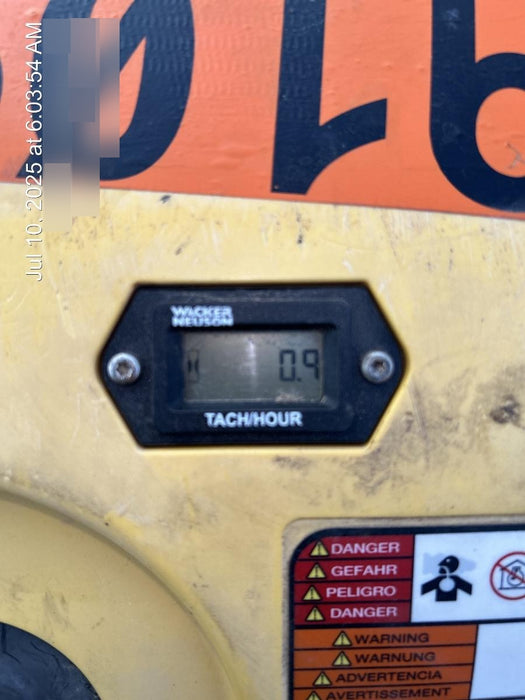 Jul 10, 2025 at 6:03:54 AM
WACKER
NEUSON
0.9
TACH/HOUR
DANGER
GEFAHR
PELIGRO
DANGER
WARNING
WARNUNG
ADVERTENCIA
AVERTISSEMENT